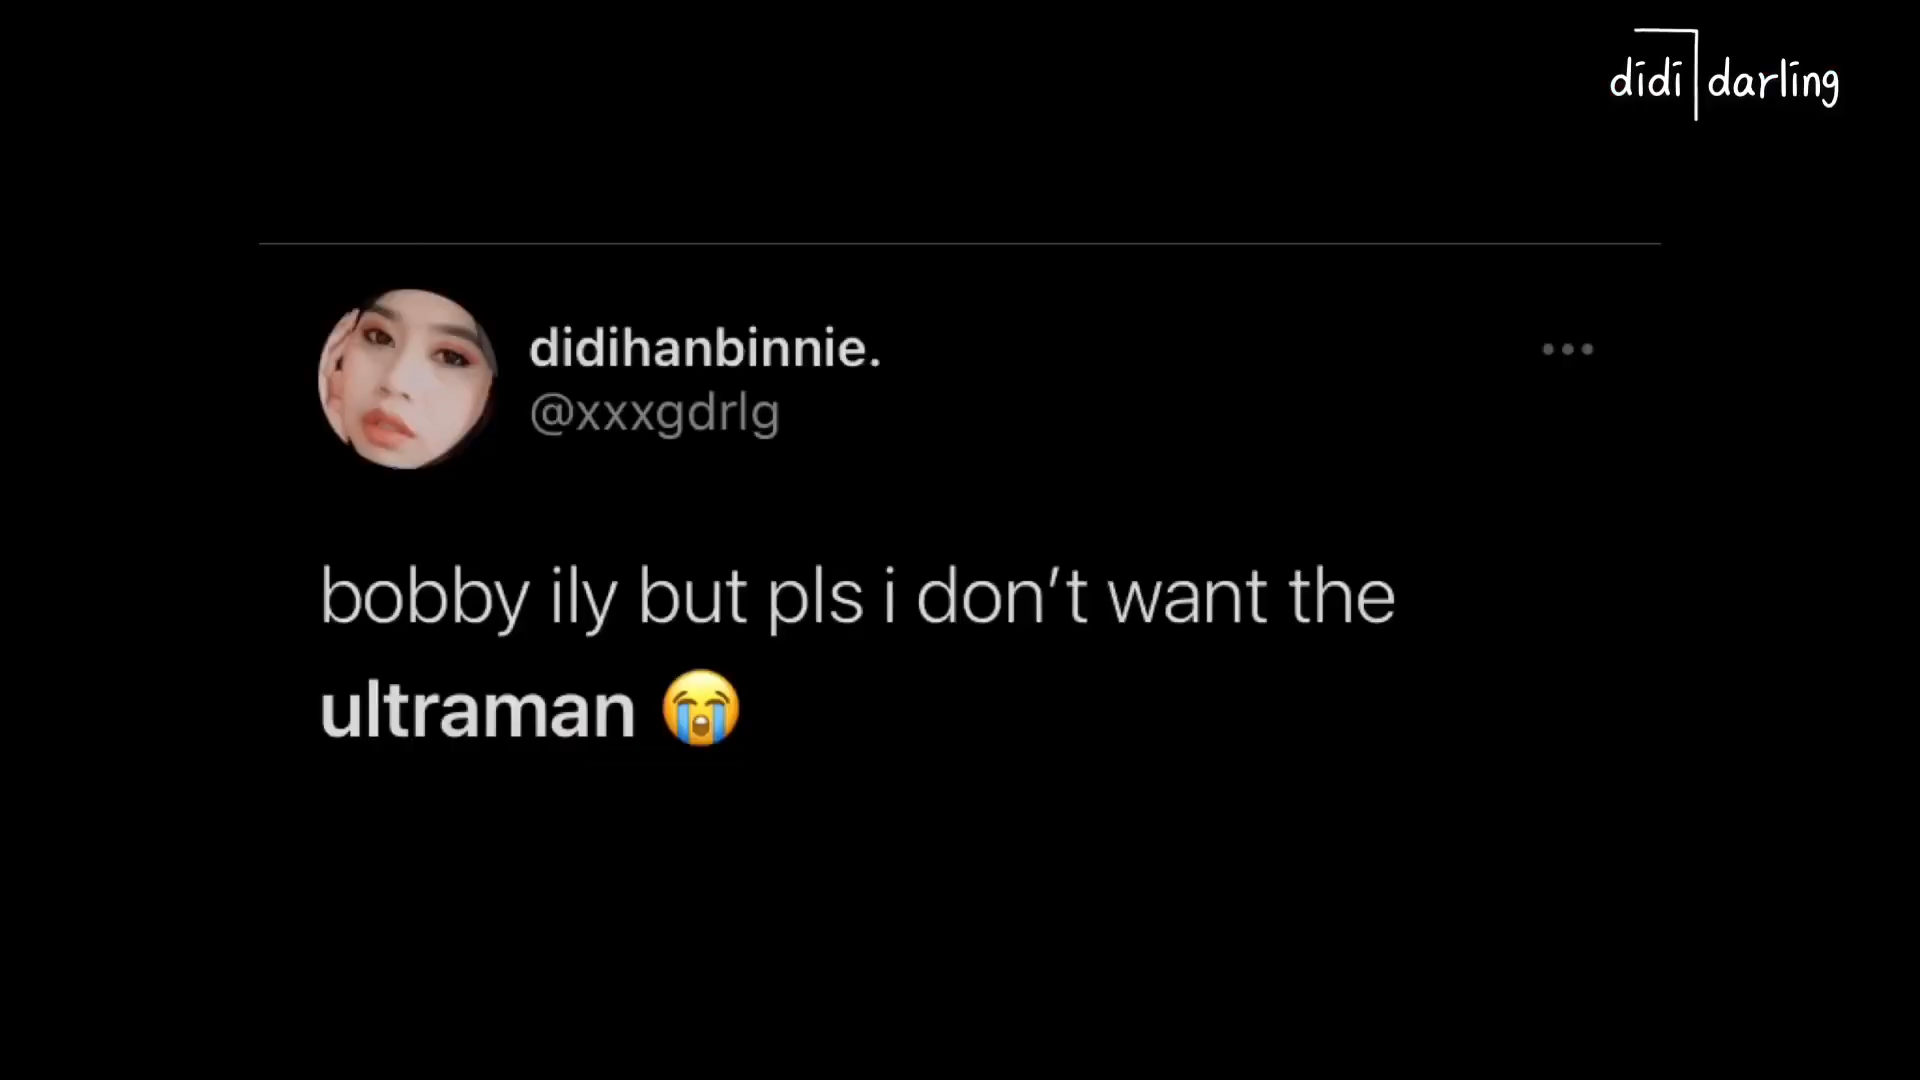 didi darling
didihanbinnie.
@xxxgdrlg
bobby ily but pls i don’t want the
ultraman 😭